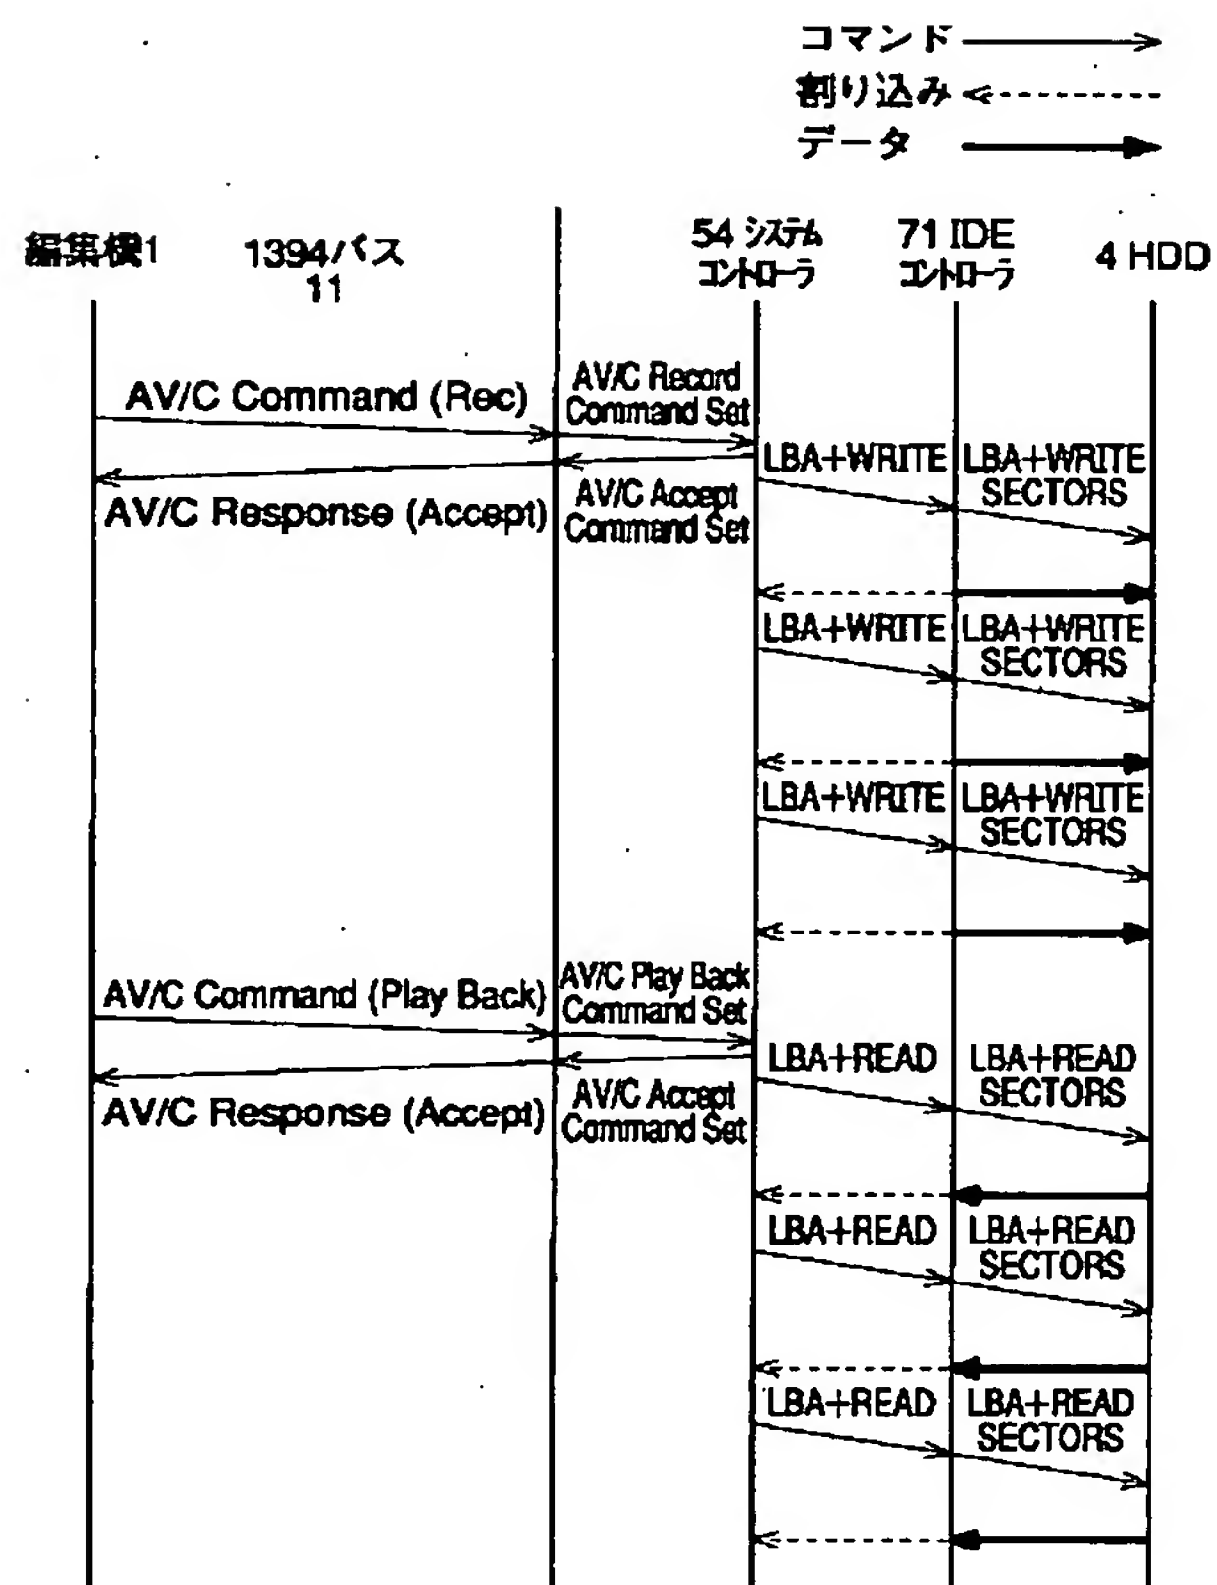 コマンド
割り込み
データ
編集機1
1394バス
11
54 システム
コントローラ
71 IDE
コントローラ
4 HDD
AV/C Command (Rec)
AV/C Record
Command Set
AV/C Response (Accept)
AV/C Accept
Command Set
LBA+WRITE
LBA+WRITE
SECTORS
LBA+WRITE
LBA+WRITE
SECTORS
LBA+WRITE
LBA+WRITE
SECTORS
AV/C Command (Play Back)
AV/C Play Back
Command Set
AV/C Response (Accept)
AV/C Accept
Command Set
LBA+READ
LBA+READ
SECTORS
LBA+READ
LBA+READ
SECTORS
LBA+READ
LBA+READ
SECTORS